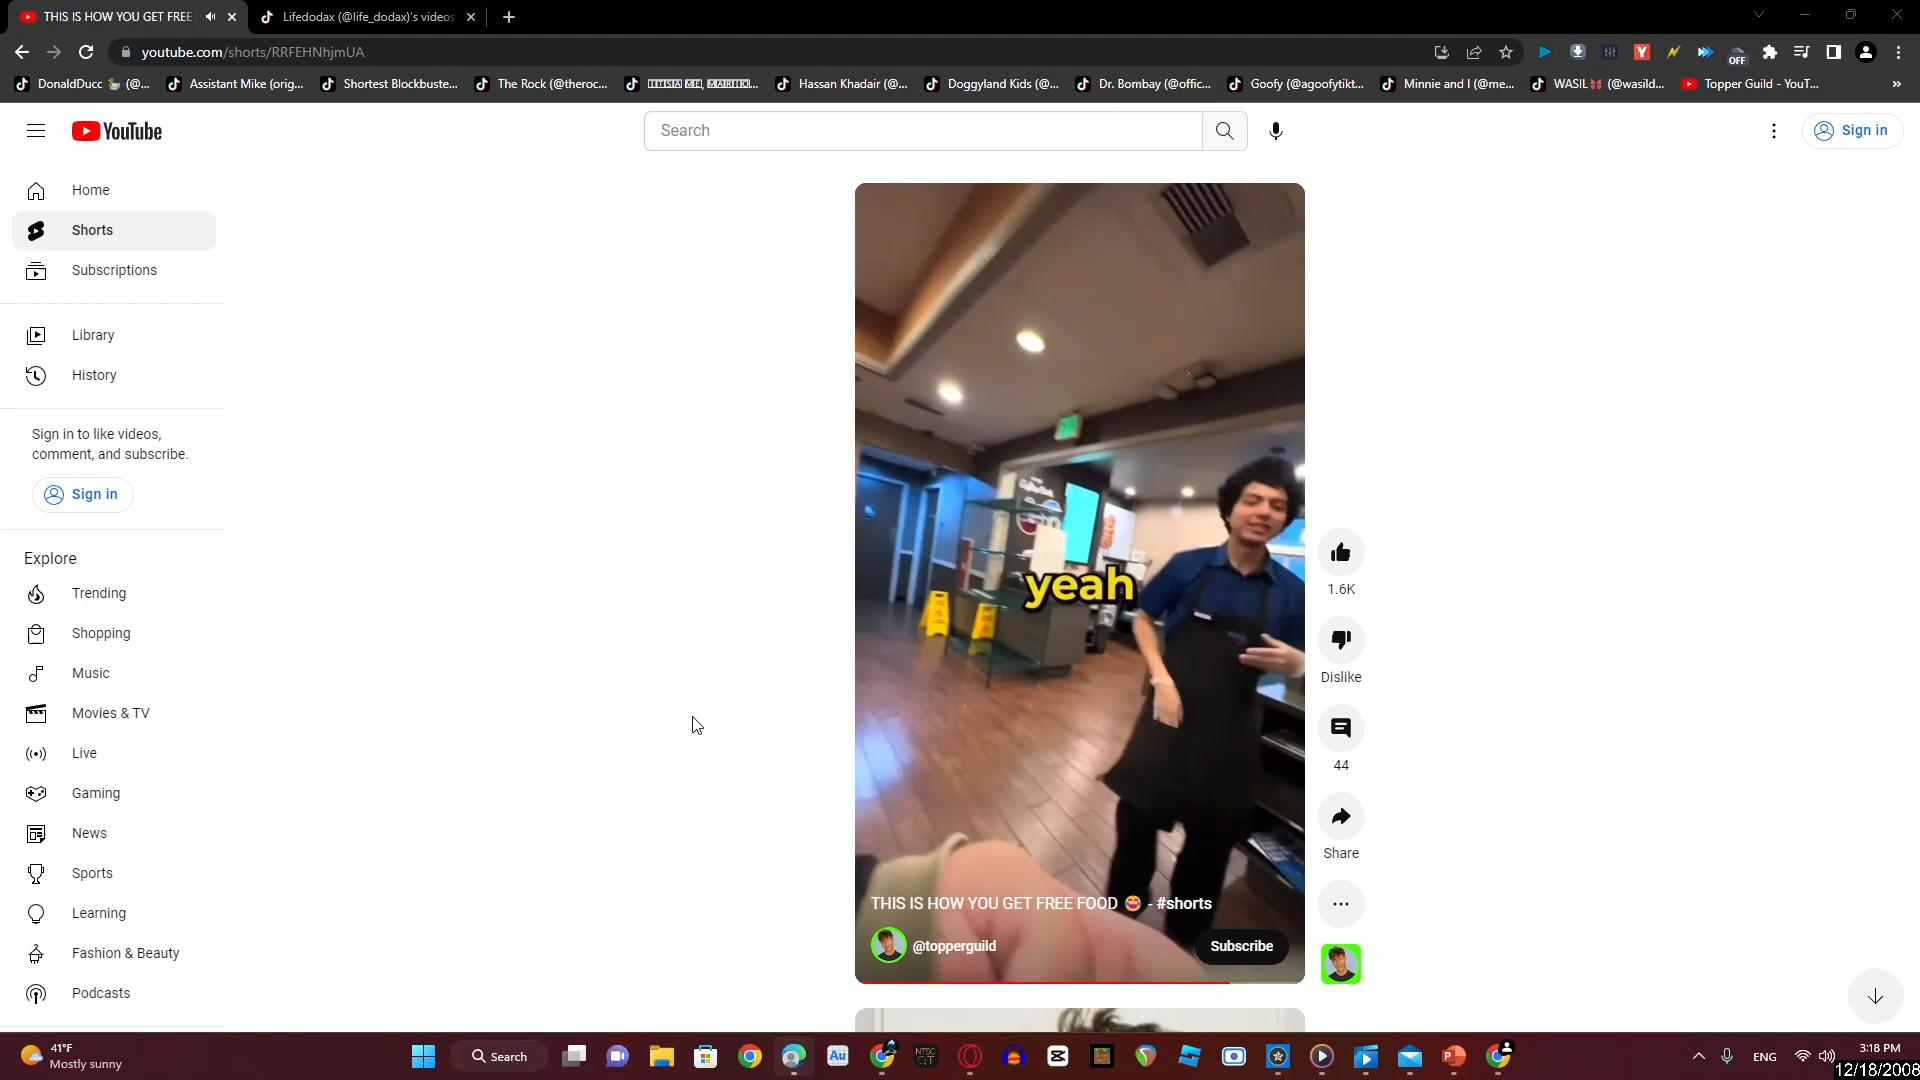 THIS IS HOW YOU GET FREE
Lifedodax (@life_dodax)'s videos
youtube.com/shorts/RRFEHNhjmUA
OFF
DonaldDucc 🦆 (@...
Assistant Mike (orig...
Shortest Blockbuste...
The Rock (@theroc...
Hassan Khadair (@...
Doggyland Kids (@...
Dr. Bombay (@offic...
Goofy (@agoofytikt...
Minnie and I (@me...
WASIL (@wasild...
Topper Guild - YouT...
»
YouTube
Search
Sign in
Home
Shorts
Subscriptions
Library
History
Sign in to like videos,
comment, and subscribe.
Sign in
Explore
Trending
Shopping
Music
Movies & TV
Live
Gaming
News
Sports
Learning
Fashion & Beauty
Podcasts
yeah
THIS IS HOW YOU GET FREE FOOD 😂 - #shorts
@topperguild
Subscribe
1.6K
Dislike
44
Share
41°F
Mostly sunny
Search
Au
NTSC
ENG
3:18 PM
12/18/2008